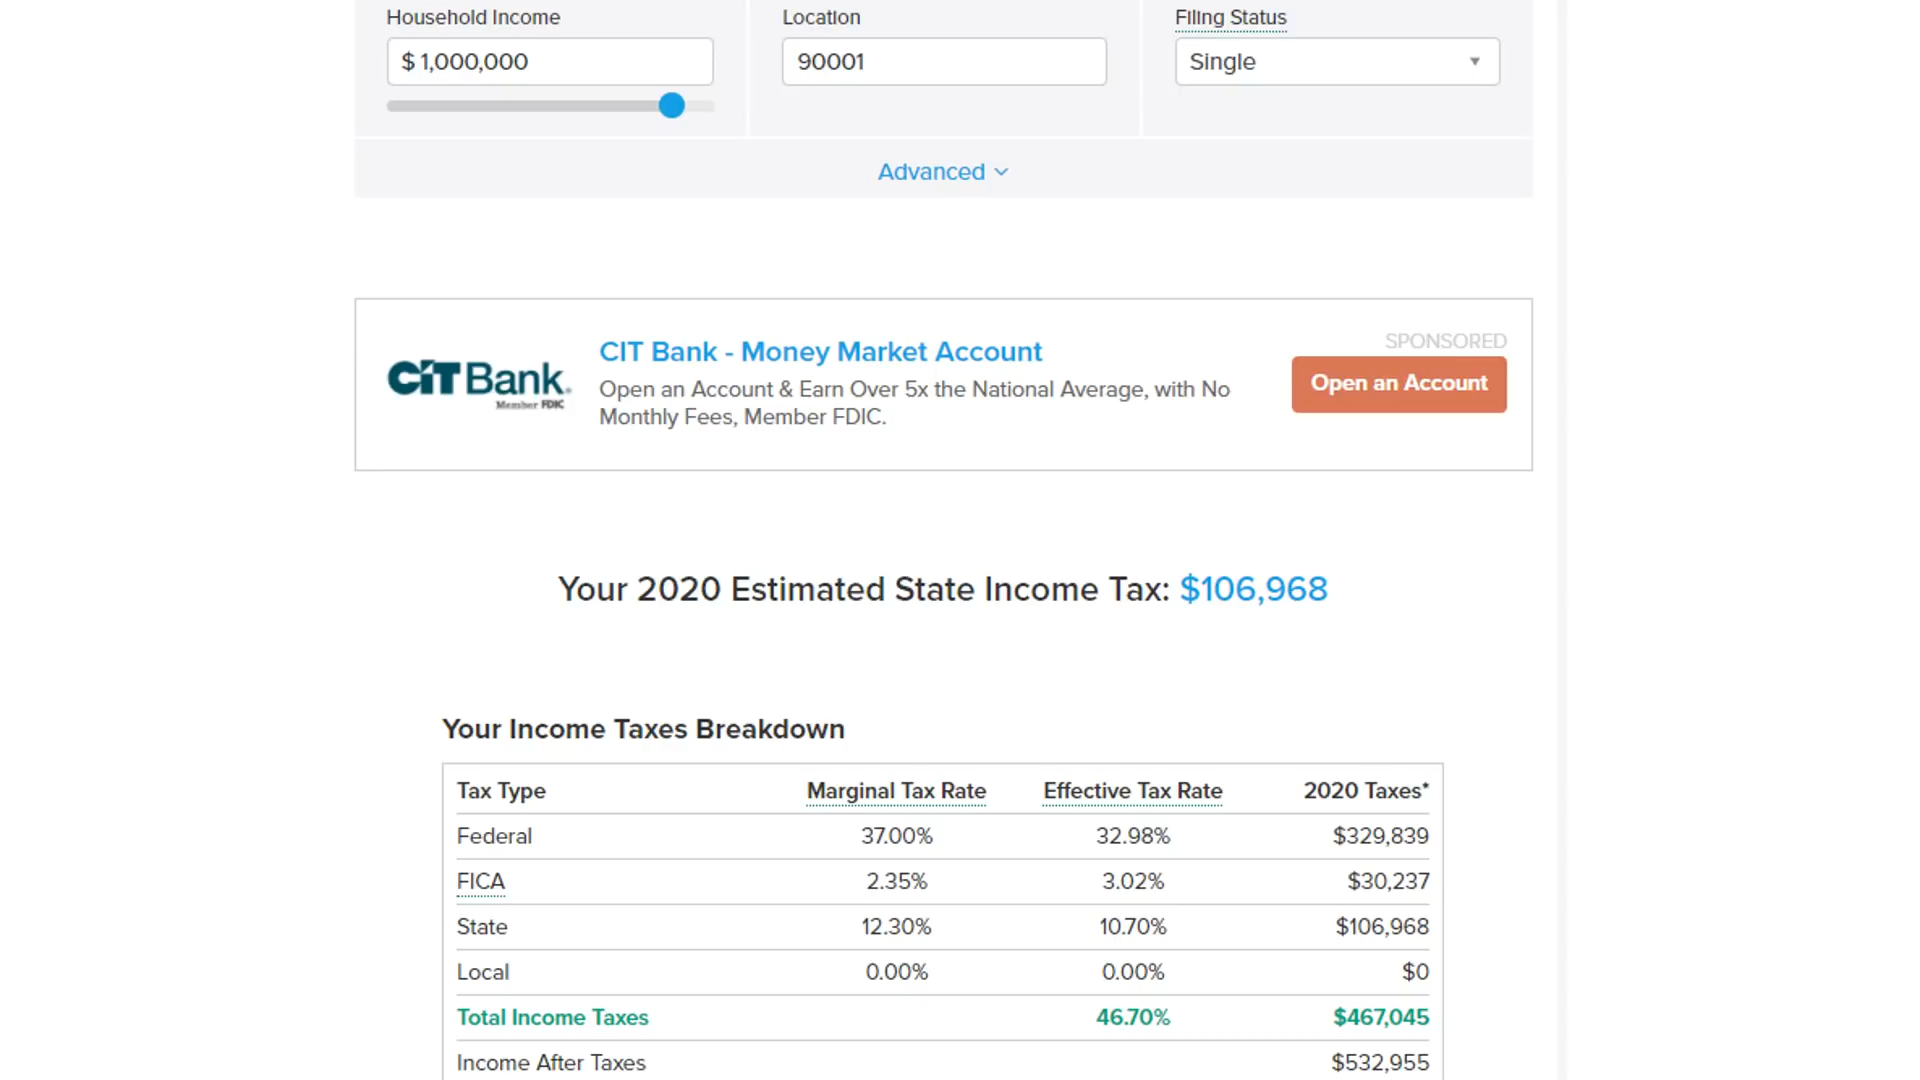 Household Income Location Filing Status
$ 1,000,000 90001 Single
Advanced
SPONSORED
CIT Bank - Money Market Account
Open an Account & Earn Over 5x the National Average, with No
Monthly Fees, Member FDIC.
CIT Bank
Member FDIC
Open an Account
Your 2020 Estimated State Income Tax: $106,968
Your Income Taxes Breakdown
Tax Type Marginal Tax Rate Effective Tax Rate 2020 Taxes*
Federal 37.00% 32.98% $329,839
FICA 2.35% 3.02% $30,237
State 12.30% 10.70% $106,968
Local 0.00% 0.00% $0
Total Income Taxes 46.70% $467,045
Income After Taxes $532,955